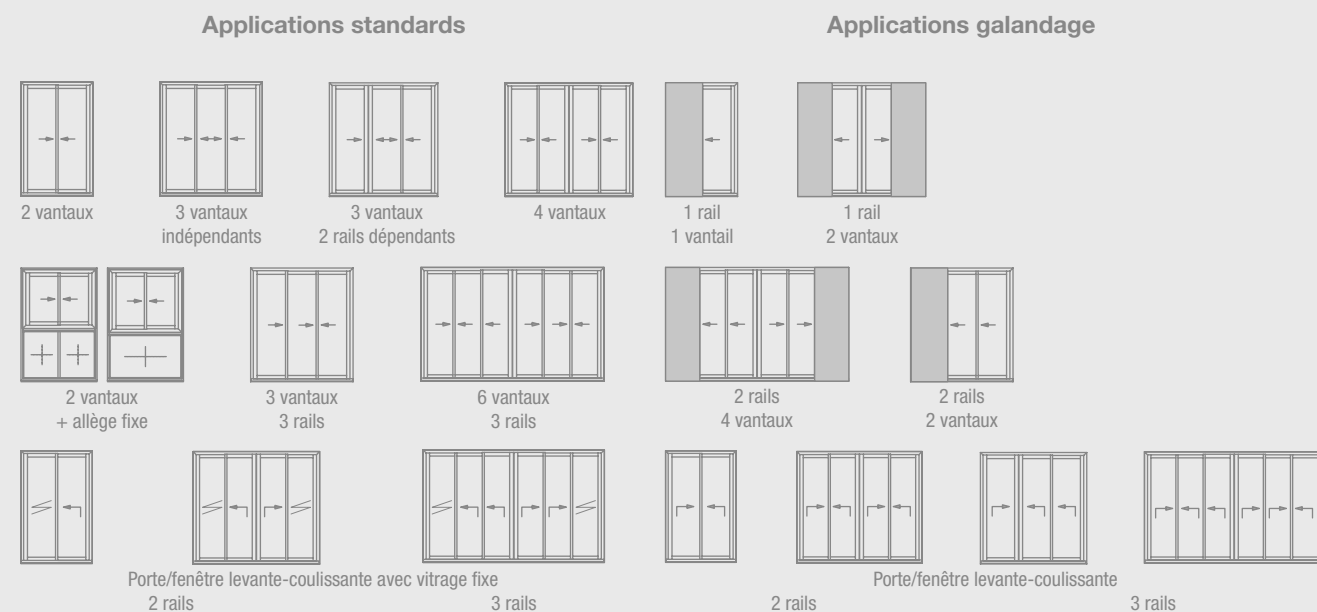 Applications standards
Applications galandage
2 vantaux
3 vantaux
indépendants
3 vantaux
2 rails dépendants
4 vantaux
1 rail
1 vantail
1 rail
2 vantaux
2 vantaux
+ allège fixe
3 vantaux
3 rails
6 vantaux
3 rails
2 rails
4 vantaux
2 rails
2 vantaux
Porte/fenêtre levante-coulissante avec vitrage fixe
2 rails
3 rails
Porte/fenêtre levante-coulissante
2 rails
3 rails